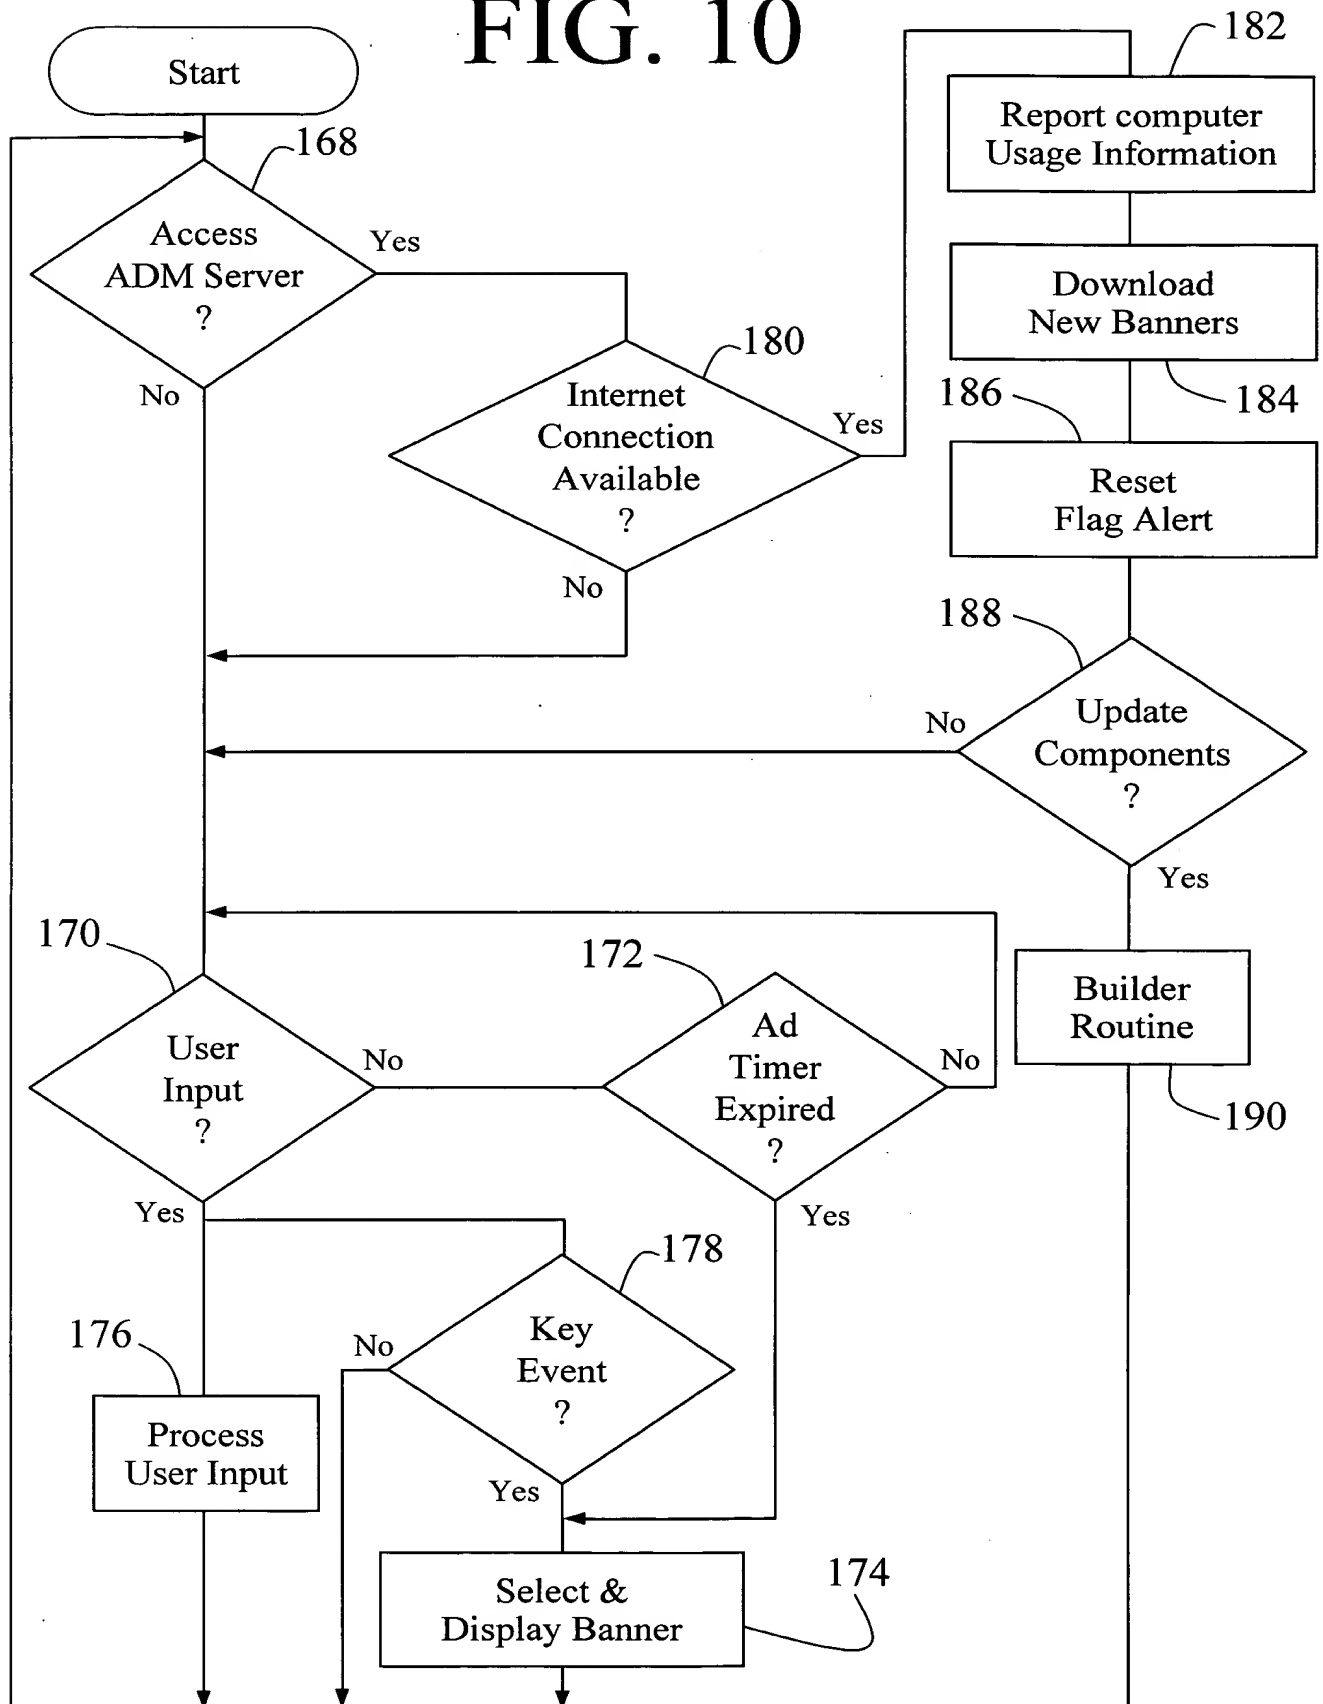 FIG. 10
Start
168
Access
ADM Server
?
Yes
No
180
Internet
Connection
Available
?
Yes
No
182
Report computer
Usage Information
Download
New Banners
184
186
Reset
Flag Alert
188
Update
Components
?
No
Yes
Builder
Routine
190
170
User
Input
?
No
Yes
172
Ad
Timer
Expired
?
No
Yes
178
Key
Event
?
No
Yes
176
Process
User Input
Select &
Display Banner
174